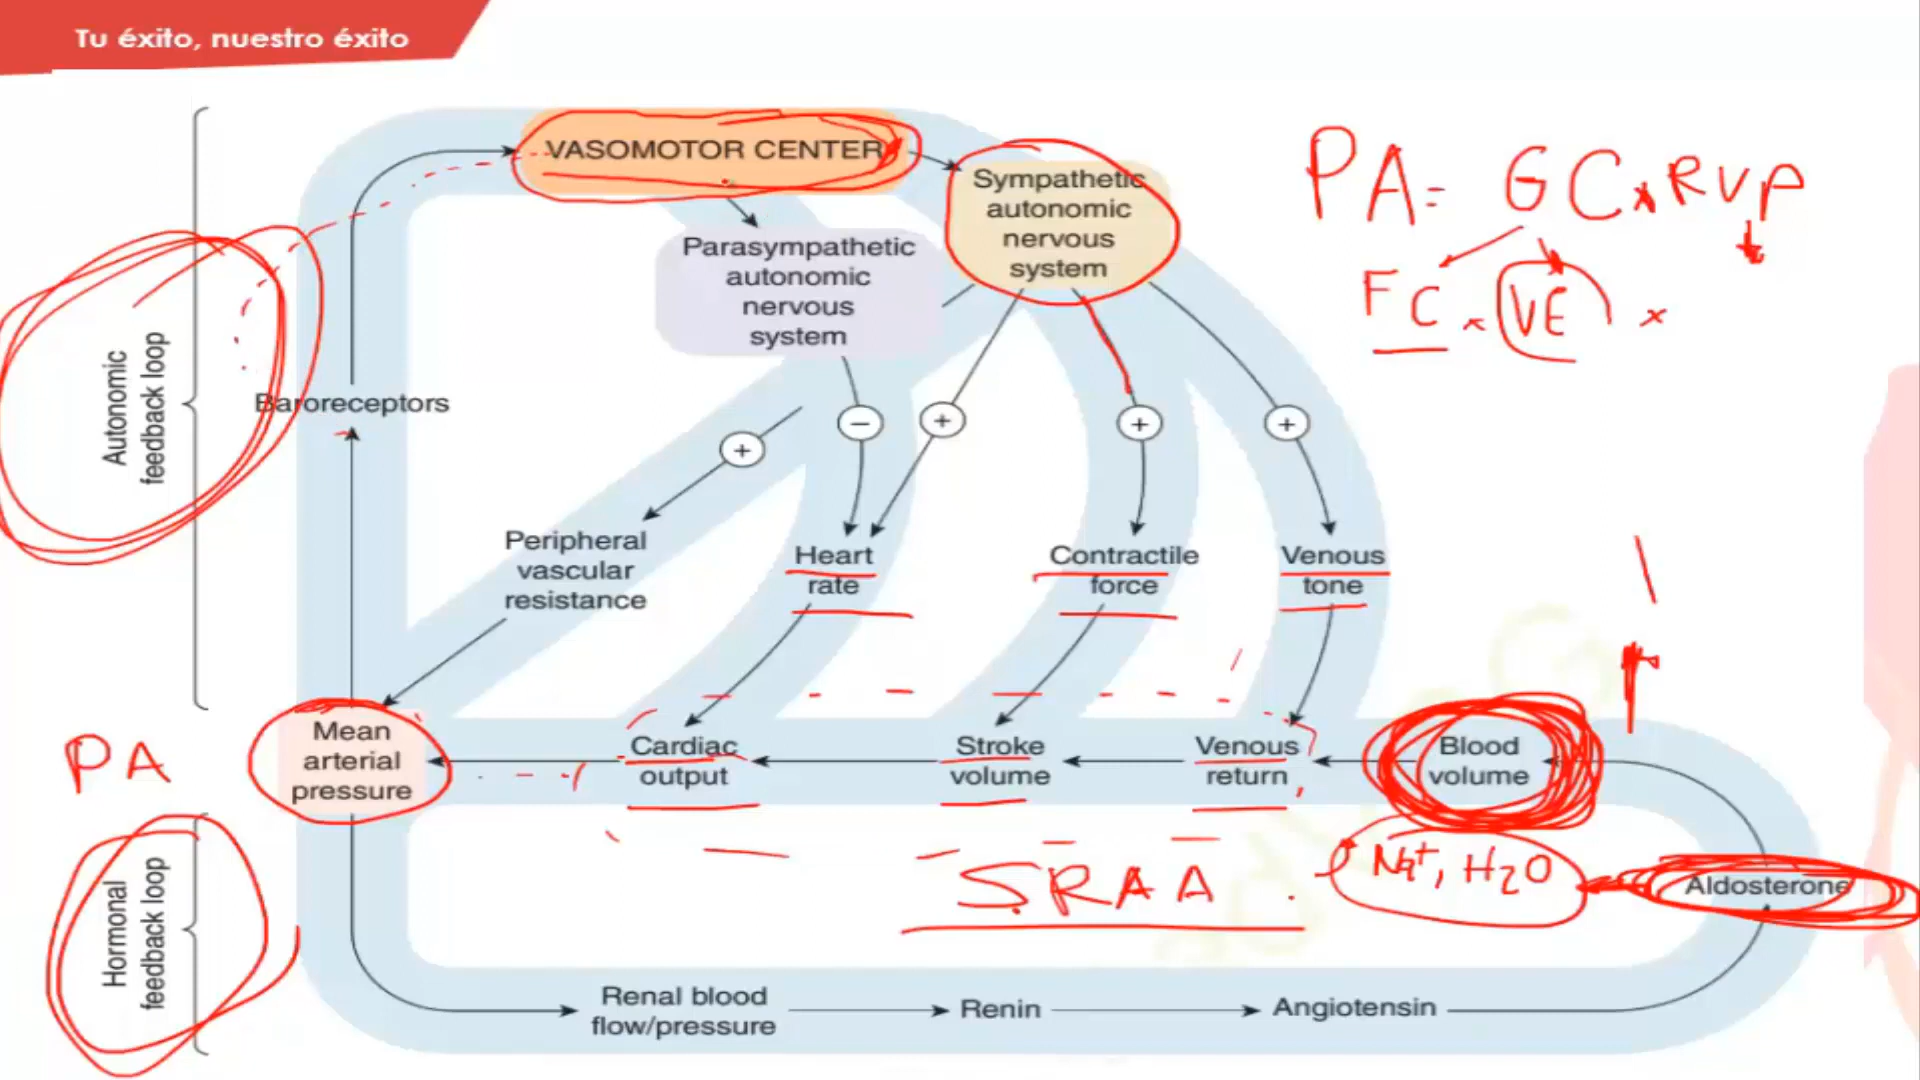 Tu éxito, nuestro éxito
VASOMOTOR CENTER
Sympathetic
autonomic
nervous
system
Parasympathetic
autonomic
nervous
system
PA= GC x RVP
FC x VE x
Autonomic
feedback loop
Baroreceptors
+
−
+
+
+
Peripheral
vascular
resistance
Heart
rate
Contractile
force
Venous
tone
PA
Mean
arterial
pressure
Cardiac
output
Stroke
volume
Venous
return
Blood
volume
SRAA
Na+, H2O
Aldosterone
Hormonal
feedback loop
Renal blood
flow/pressure
Renin
Angiotensin